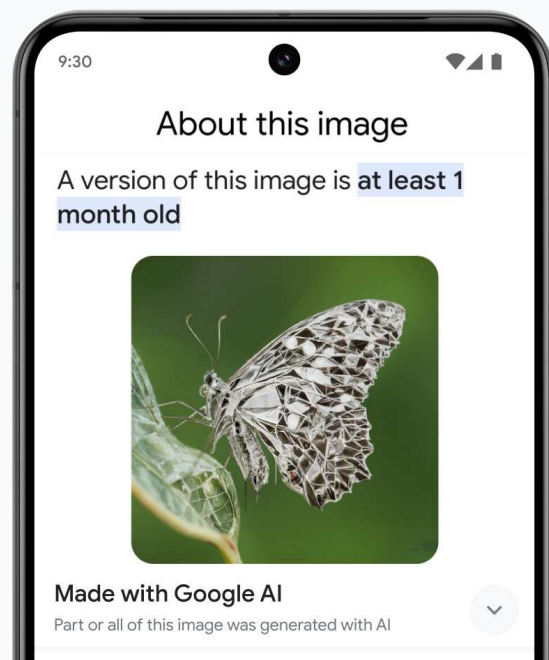 9:30
About this image
A version of this image is at least 1
month old
Made with Google AI
Part or all of this image was generated with AI